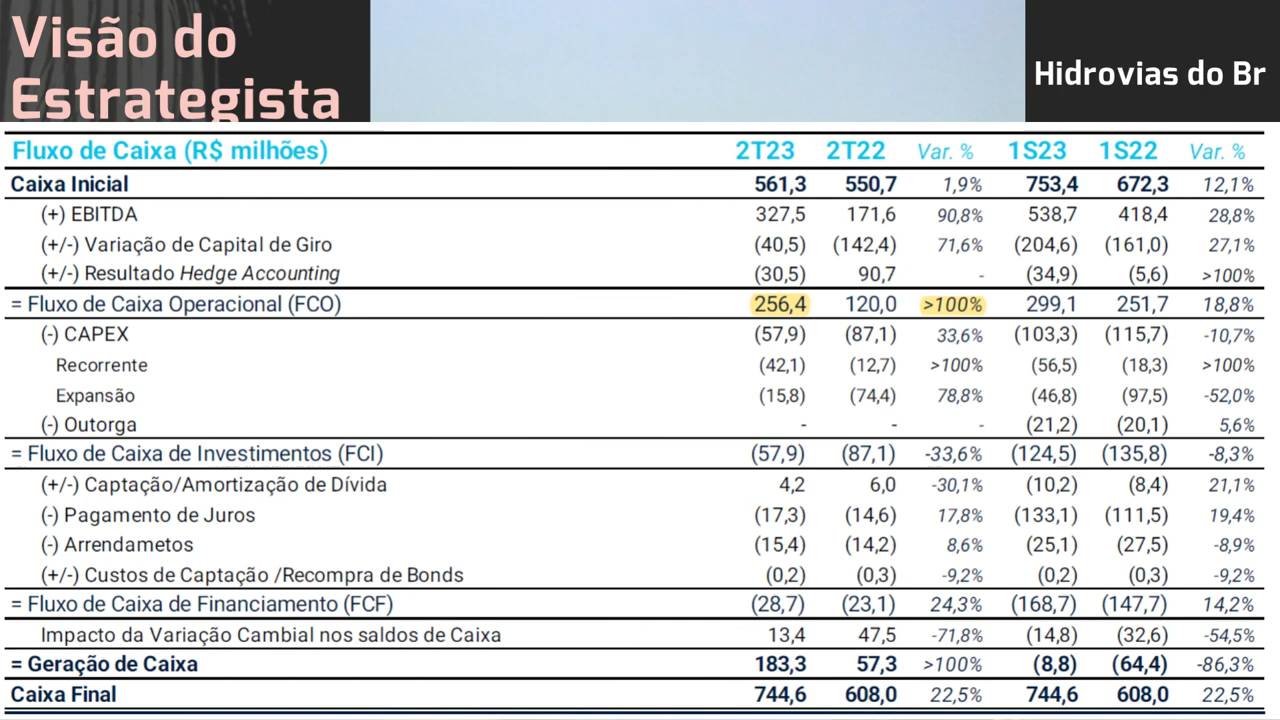 Visão do
Estrategista
Hidrovias do Br
Fluxo de Caixa (R$ milhões) 2T23 2T22 Var. % 1S23 1S22 Var. %
Caixa Inicial 561,3 550,7 1,9% 753,4 672,3 12,1%
(+) EBITDA 327,5 171,6 90,8% 538,7 418,4 28,8%
(+/-) Variação de Capital de Giro (40,5) (142,4) 71,6% (204,6) (161,0) 27,1%
(+/-) Resultado Hedge Accounting (30,5) 90,7 - (34,9) (5,6) >100%
= Fluxo de Caixa Operacional (FCO) 256,4 120,0 >100% 299,1 251,7 18,8%
(-) CAPEX (57,9) (87,1) 33,6% (103,3) (115,7) -10,7%
Recorrente (42,1) (12,7) >100% (56,5) (18,3) >100%
Expansão (15,8) (74,4) 78,8% (46,8) (97,5) -52,0%
(-) Outorga - - - (21,2) (20,1) 5,6%
= Fluxo de Caixa de Investimentos (FCI) (57,9) (87,1) -33,6% (124,5) (135,8) -8,3%
(+/-) Captação/Amortização de Dívida 4,2 6,0 -30,1% (10,2) (8,4) 21,1%
(-) Pagamento de Juros (17,3) (14,6) 17,8% (133,1) (111,5) 19,4%
(-) Arrendametos (15,4) (14,2) 8,6% (25,1) (27,5) -8,9%
(+/-) Custos de Captação /Recompra de Bonds (0,2) (0,3) -9,2% (0,2) (0,3) -9,2%
= Fluxo de Caixa de Financiamento (FCF) (28,7) (23,1) 24,3% (168,7) (147,7) 14,2%
Impacto da Variação Cambial nos saldos de Caixa 13,4 47,5 -71,8% (14,8) (32,6) -54,5%
= Geração de Caixa 183,3 57,3 >100% (8,8) (64,4) -86,3%
Caixa Final 744,6 608,0 22,5% 744,6 608,0 22,5%